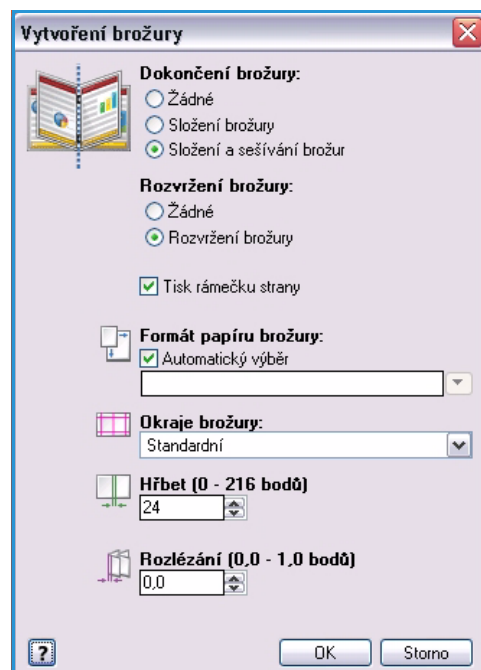 Vytvoření brožury
Dokončení brožury:
Žádné
Složení brožury
Složení a sešívání brožur
Rozvržení brožury:
Žádné
Rozvržení brožury
Tisk rámečku strany
Formát papíru brožury:
Automatický výběr
Okraje brožury:
Standardní
Hřbet (0 - 216 bodů)
24
Rozlézání (0,0 - 1,0 bodů)
0,0
?
OK
Storno